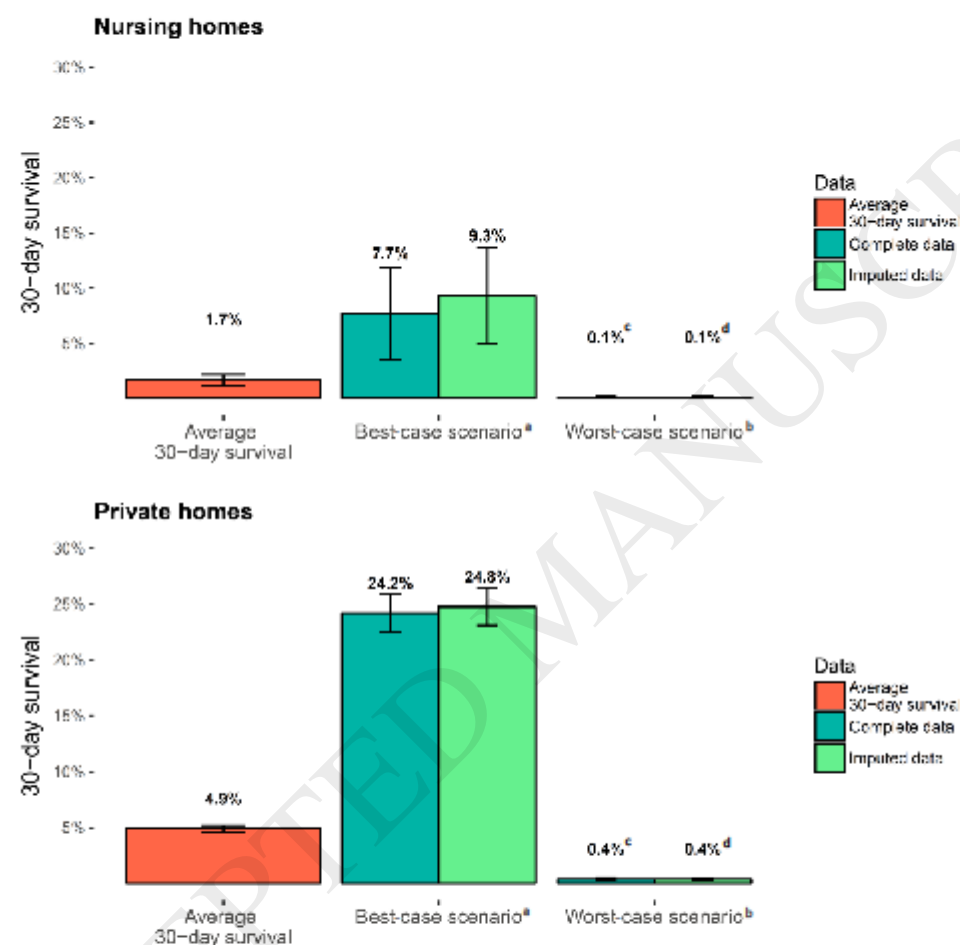 Nursing homes
30%
25%
20%
15%
10%
5%
30-day survival
1.7%
7.7%
9.3%
0.1%c
0.1%d
Average
30-day survival
Best-case scenarioa
Worst-case scenariob
Data
Average
30-day survival
Complete data
Imputed data
Private homes
30%
25%
20%
15%
10%
5%
30-day survival
4.9%
24.2%
24.8%
0.4%c
0.4%d
Average
30-day survival
Best-case scenarioa
Worst-case scenariob
Data
Average
30-day survival
Complete data
Imputed data